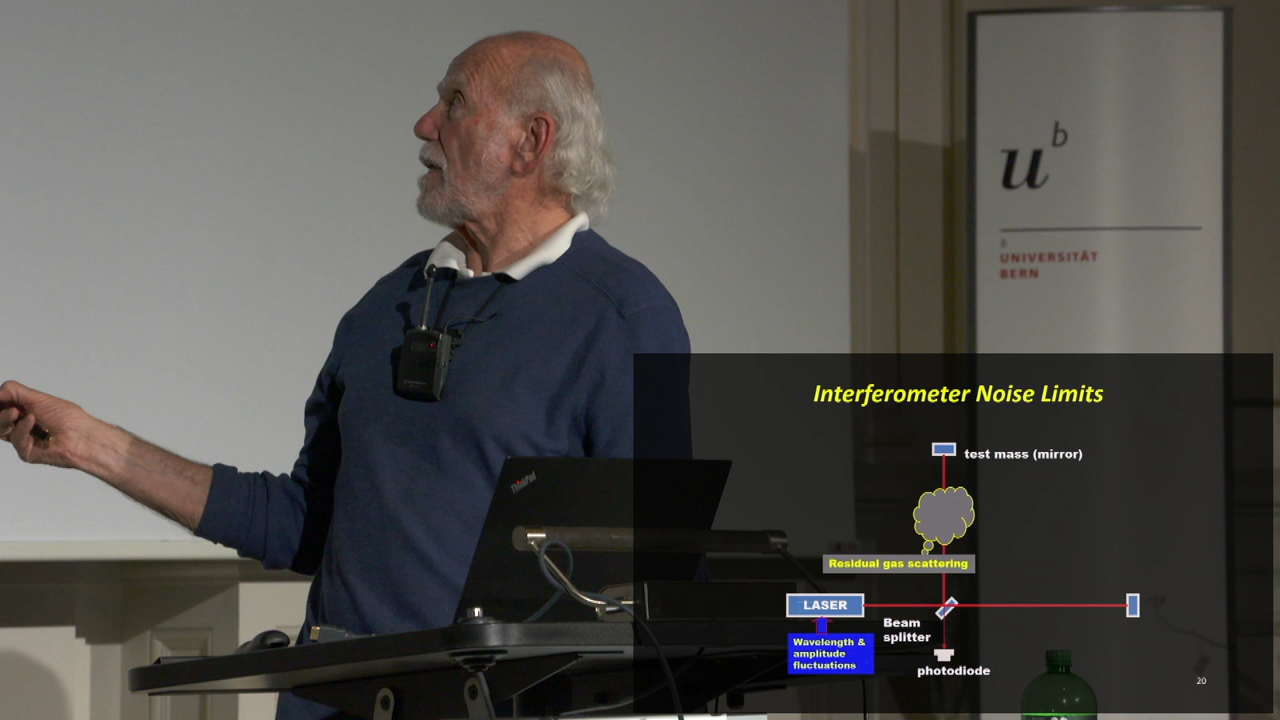 u^b
b
UNIVERSITÄT
BERN
ThinkPad
Interferometer Noise Limits
test mass (mirror)
Residual gas scattering
LASER
Beam
splitter
Wavelength &
amplitude
fluctuations
photodiode
20